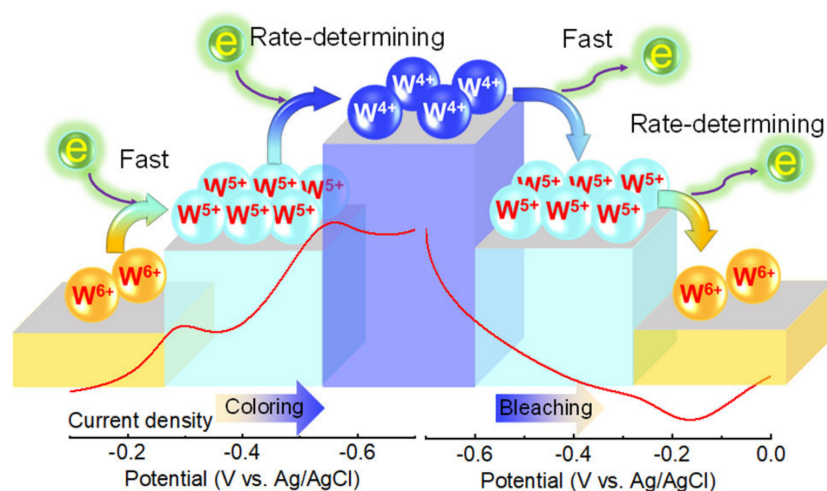 e
Rate-determining
Fast
e
W4+
W4+
W4+
W4+
e
Fast
Rate-determining
e
W5+
W5+
W5+
W5+
W5+
W5+
W5+
W5+
W5+
W5+
W5+
W5+
W6+
W6+
W6+
W6+
Current density
Coloring
Bleaching
-0.2
-0.4
-0.6
-0.6
-0.4
-0.2
0.0
Potential (V vs. Ag/AgCl)
Potential (V vs. Ag/AgCl)